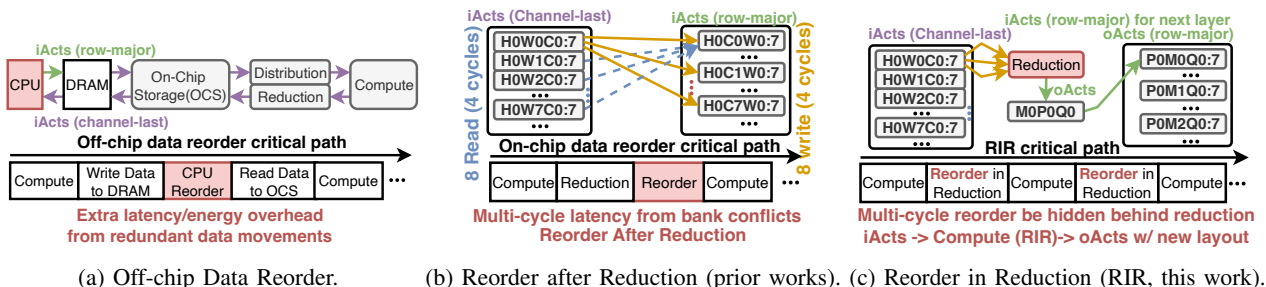 iActs (row-major)
CPU
DRAM
On-Chip
Storage(OCS)
Distribution
Reduction
Compute
iActs (channel-last)
Off-chip data reorder critical path
Compute
Write Data
to DRAM
CPU
Reorder
Read Data
to OCS
Compute
•••
Extra latency/energy overhead
from redundant data movements
(a) Off-chip Data Reorder.
iActs (Channel-last)
iActs (row-major)
8 Read (4 cycles)
H0W0C0:7
H0W1C0:7
H0W2C0:7
H0W7C0:7
•••
H0C0W0:7
•••
H0C1W0:7
H0C7W0:7
•••
8 write (4 cycles)
On-chip data reorder critical path
Compute
Reduction
Reorder
Compute
•••
Multi-cycle latency from bank conflicts
Reorder After Reduction
(b) Reorder after Reduction (prior works).
iActs (row-major) for next layer
iActs (Channel-last)
oActs (row-major)
H0W0C0:7
H0W1C0:7
H0W2C0:7
H0W7C0:7
•••
Reduction
oActs
M0P0Q0
P0M0Q0:7
•••
P0M1Q0:7
•••
P0M2Q0:7
•••
RIR critical path
Compute
Reorder in
Reduction
Compute
Reorder in
Reduction
Compute
•••
Multi-cycle reorder be hidden behind reduction
iActs -> Compute (RIR)-> oActs w/ new layout
(c) Reorder in Reduction (RIR, this work).